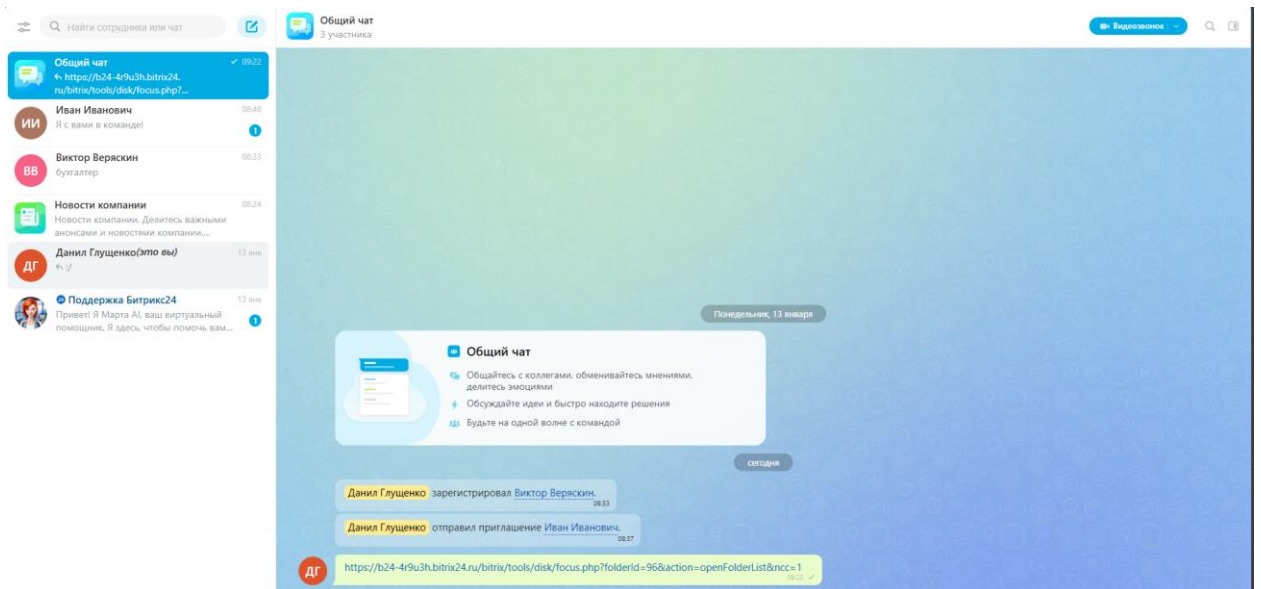 Найти сотрудника или чат
Общий чат
09:22
https://b24-4r9u3h.bitrix24.
ru/bitrix/tools/disk/focus.php?...
ИИ
Иван Иванович
08:48
Я с вами в команде!
1
ВВ
Виктор Веряскин
08:33
бухгалтер
Новости компании
08:24
Новости компании. Делитесь важными
анонсами и новостями компании....
ДГ
Данил Глущенко(это вы)
13 янв
:/
Поддержка Битрикс24
13 янв
Привет! Я Марта AI, ваш виртуальный
помощник. Я здесь, чтобы помочь вам...
1
Общий чат
3 участника
Видеозвонок
Понедельник, 13 января
Общий чат
Общайтесь с коллегами, обменивайтесь мнениями,
делитесь эмоциями
Обсуждайте идеи и быстро находите решения
Будьте на одной волне с командой
сегодня
Данил Глущенко зарегистрировал Виктор Веряскин.
08:33
Данил Глущенко отправил приглашение Иван Иванович.
08:37
ДГ
https://b24-4r9u3h.bitrix24.ru/bitrix/tools/disk/focus.php?folderId=96&action=openFolderList&ncc=1